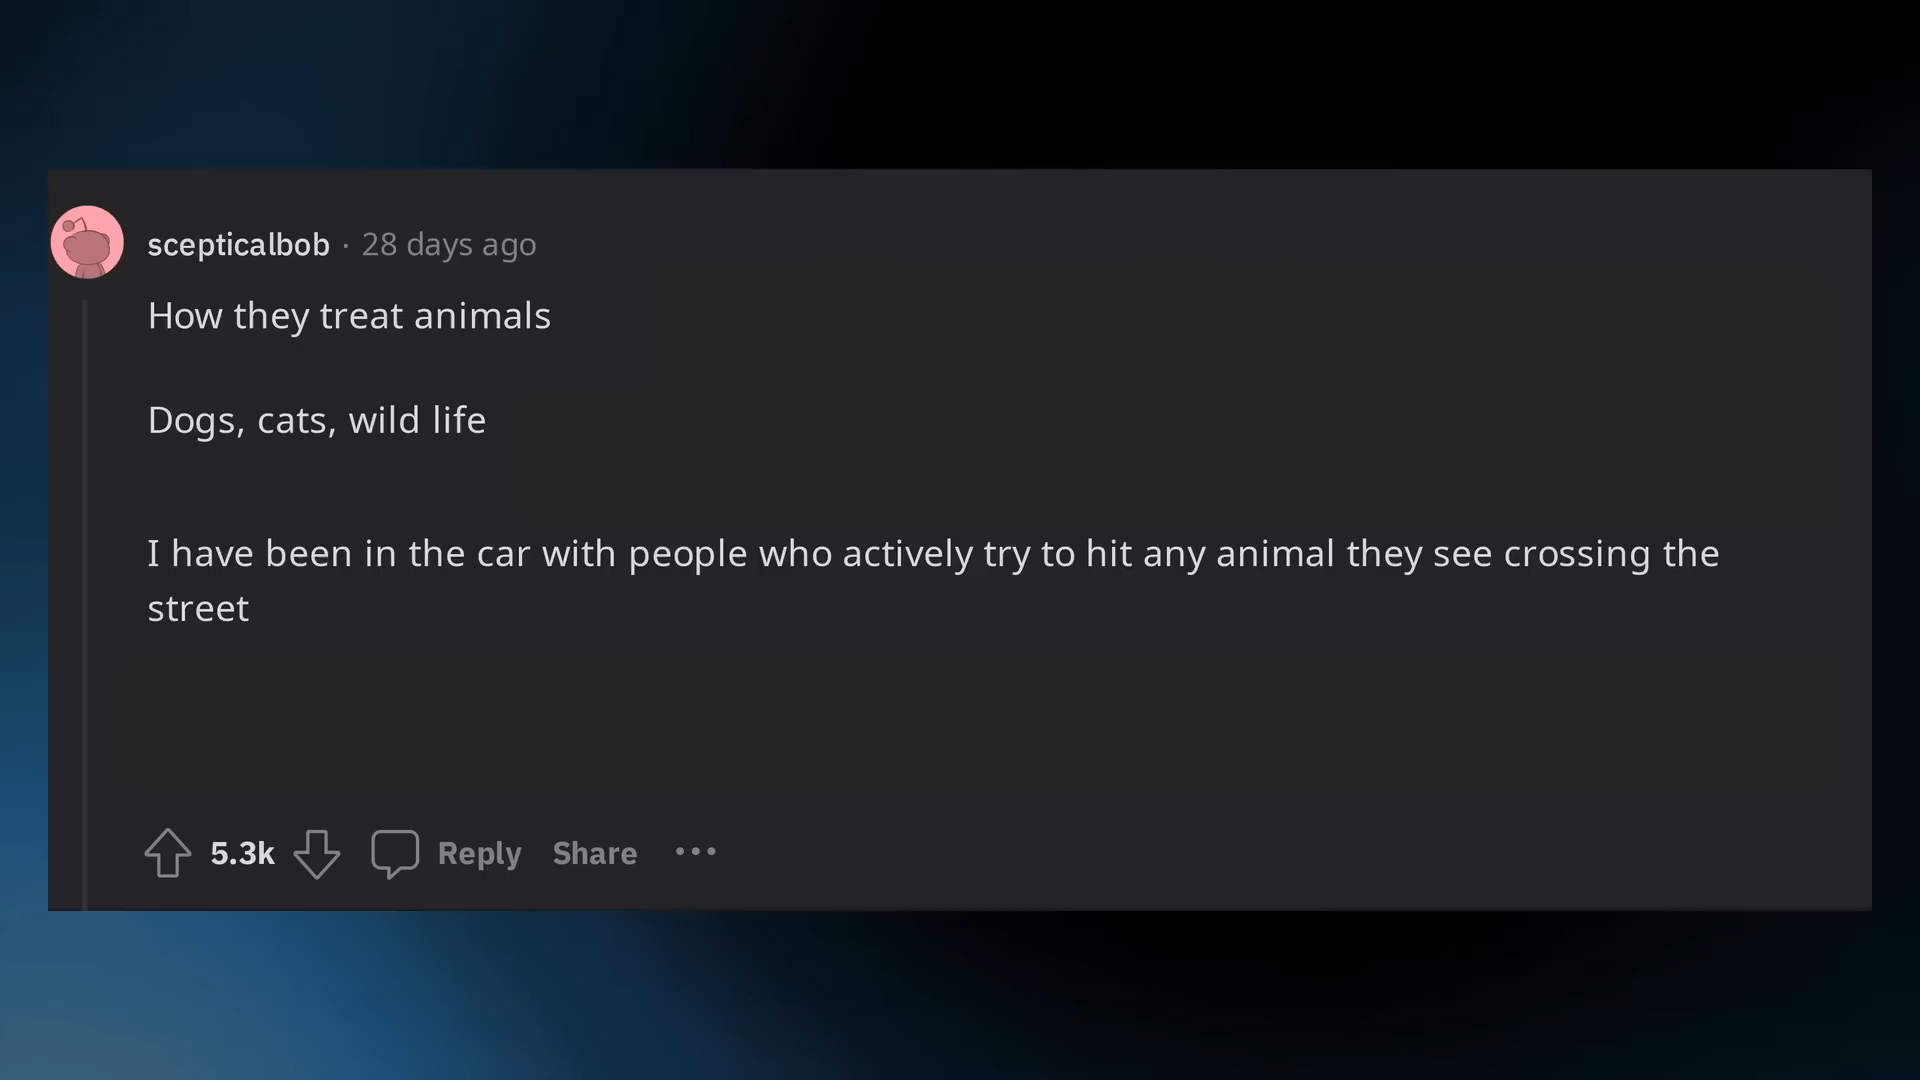 scepticalbob · 28 days ago
How they treat animals
Dogs, cats, wild life
I have been in the car with people who actively try to hit any animal they see crossing the
street
5.3k Reply Share ···